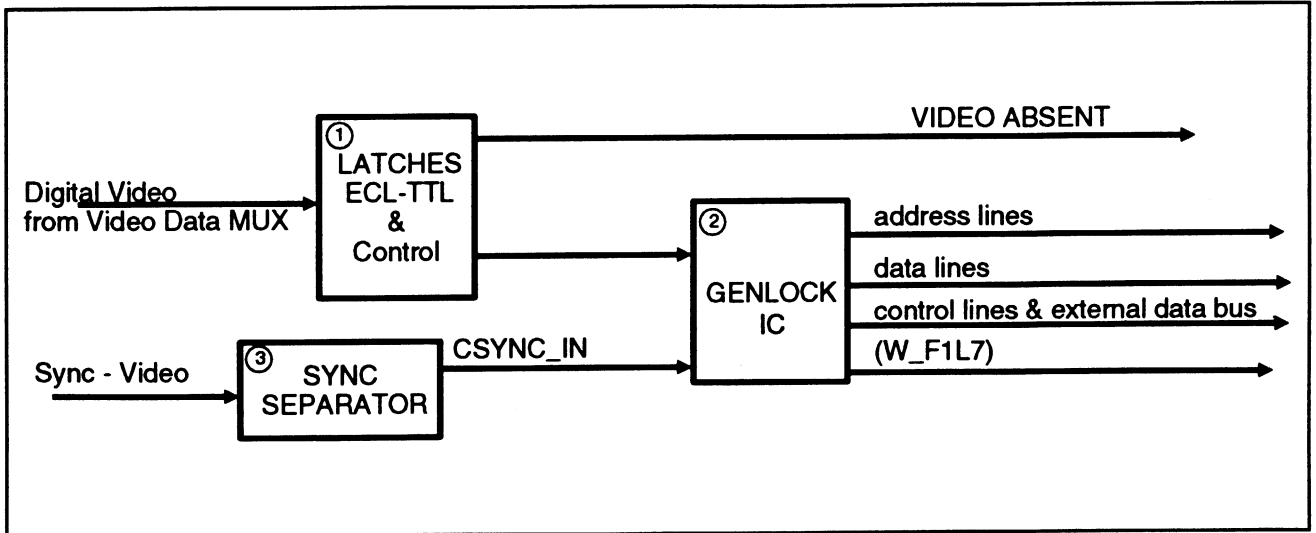 VIDEO ABSENT
①
LATCHES
ECL-TTL
&
Control
Digital Video
from Video Data MUX
②
GENLOCK
IC
address lines
data lines
control lines & external data bus
(W_F1L7)
③
SYNC
SEPARATOR
CSYNC_IN
Sync - Video